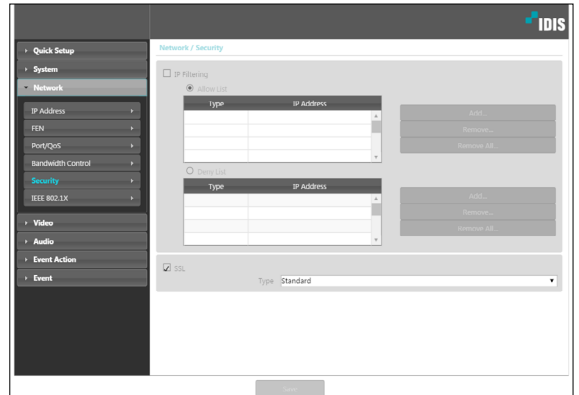 IDIS
Quick Setup
System
Network
IP Address
FEN
Port/QoS
Bandwidth Control
Security
IEEE 802.1X
Video
Audio
Event Action
Event
Network / Security
IP Filtering
Allow List
Type IP Address
Add...
Remove...
Remove All...
Deny List
Type IP Address
Add...
Remove...
Remove All...
SSL
Type Standard
Save